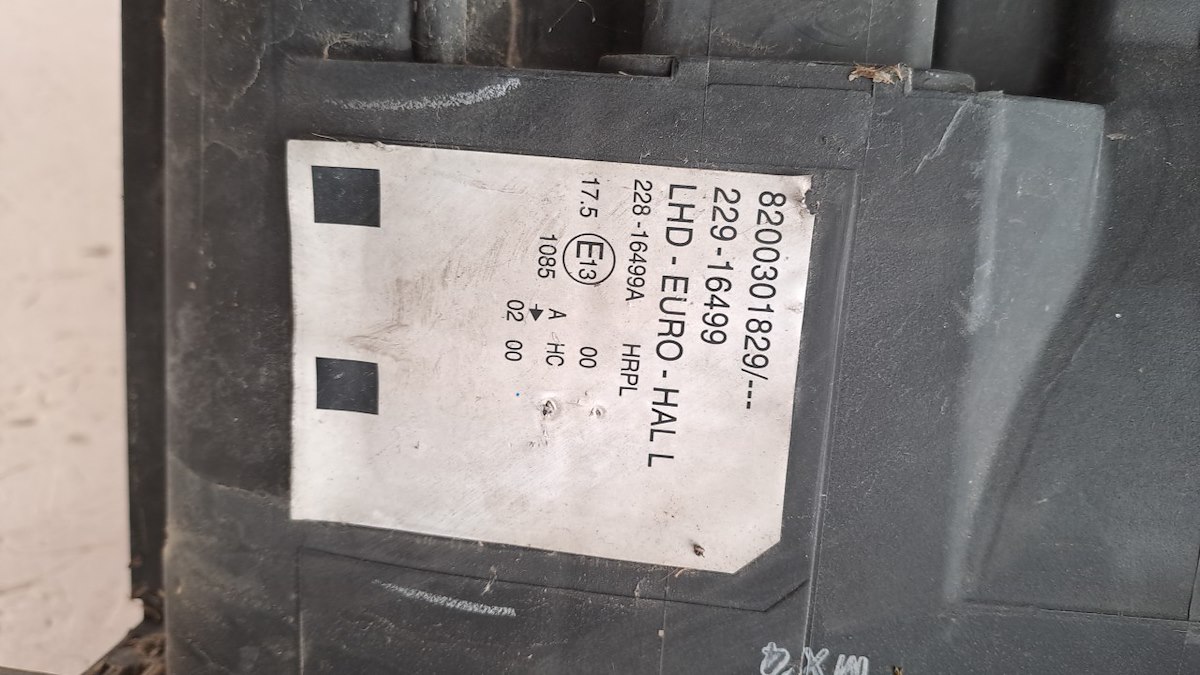 8200301829/---
229-16499
LHD - EURO - HAL L
228-16499A HRPL
17.5 E13 00
1085 A HC
02 00